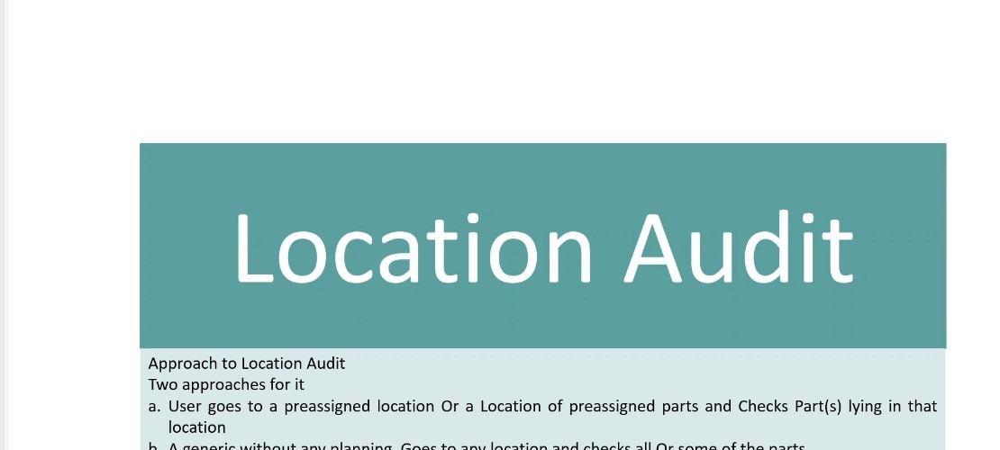 Location Audit
Approach to Location Audit
Two approaches for it
a. User goes to a preassigned location Or a Location of preassigned parts and Checks Part(s) lying in that
location
b. A generic without any planning. Goes to any location and checks all Or some of the parts